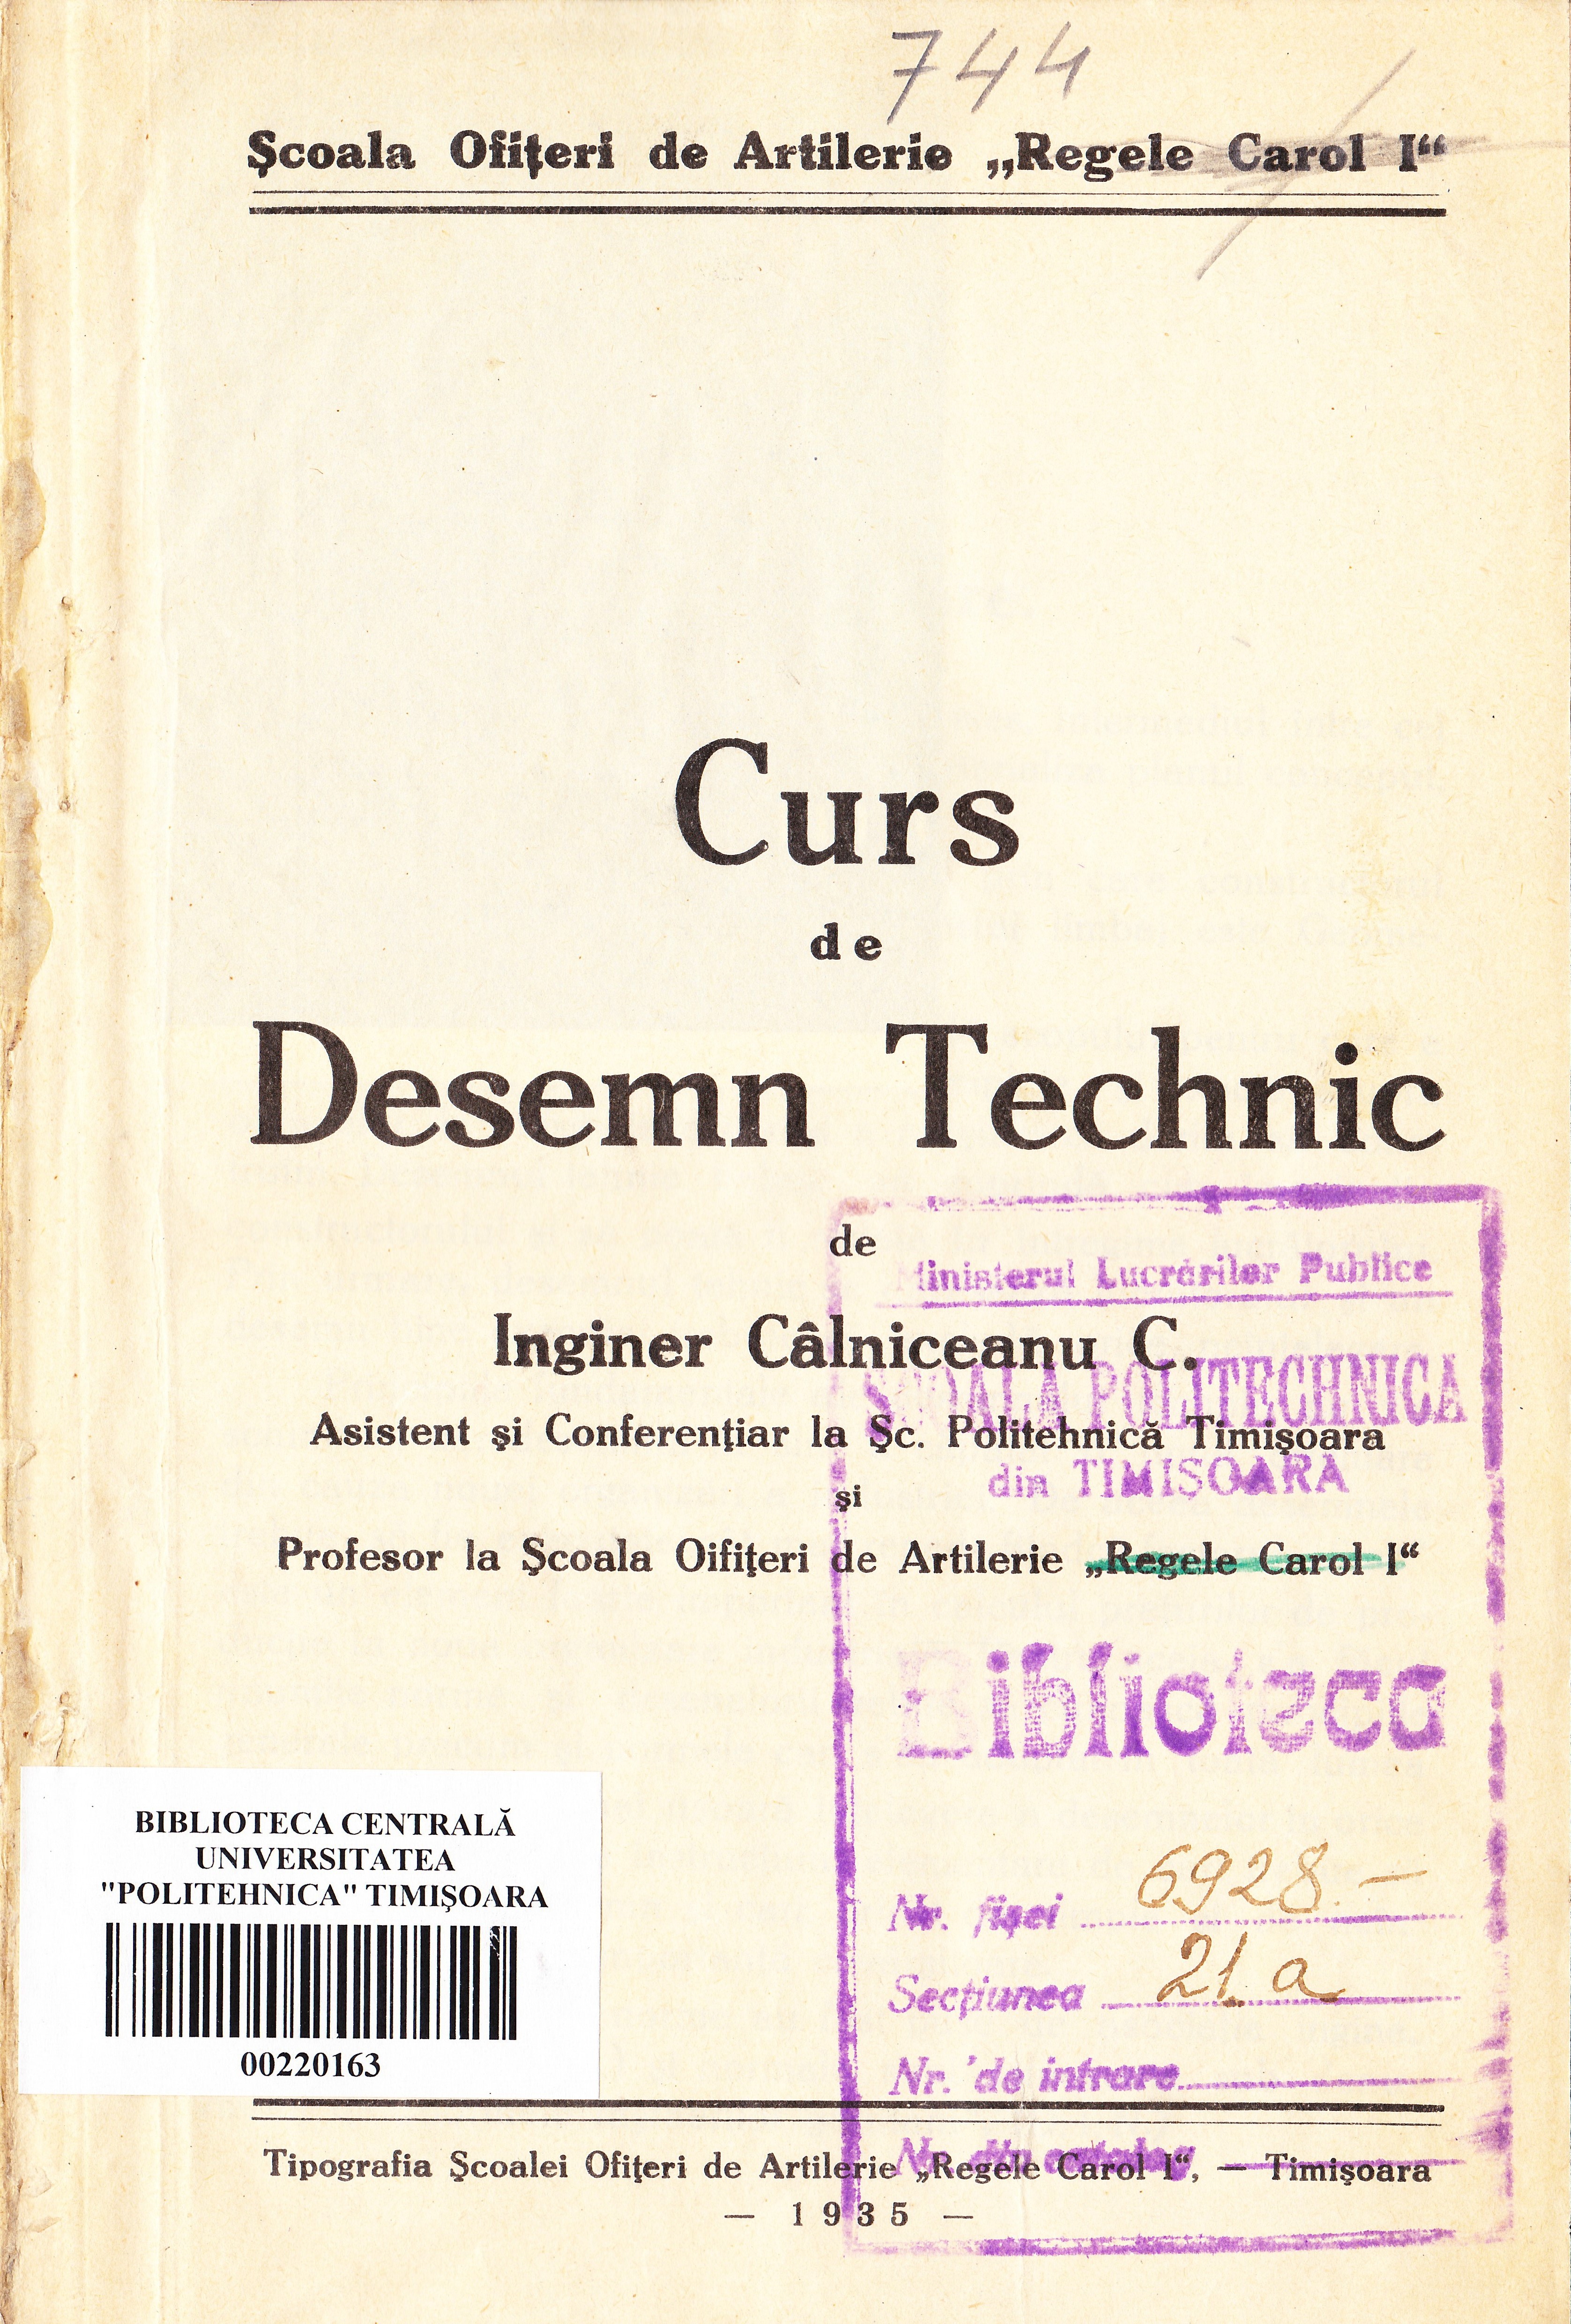 744
Şcoala Ofiţeri de Artilerie „Regele Carol I“
Curs
de
Desemn Technic
de
Ministerul Lucrărilor Publice
Inginer Câlniceanu C.
ŞCOALA POLITECHNICA
Asistent şi Conferenţiar la Şc. Politehnică Timişoara
din TIMIŞOARA
şi
Profesor la Şcoala Oifiţeri de Artilerie „Regele Carol I“
Biblioteca
BIBLIOTECA CENTRALĂ
UNIVERSITATEA
"POLITEHNICA" TIMIŞOARA
00220163
Nr. fişei 6928.—
Secţiunea 21.a
Nr. de intrare
Nr. din catalog
Tipografia Şcoalei Ofiţeri de Artilerie „Regele Carol I“, — Timişoara
— 1935 —